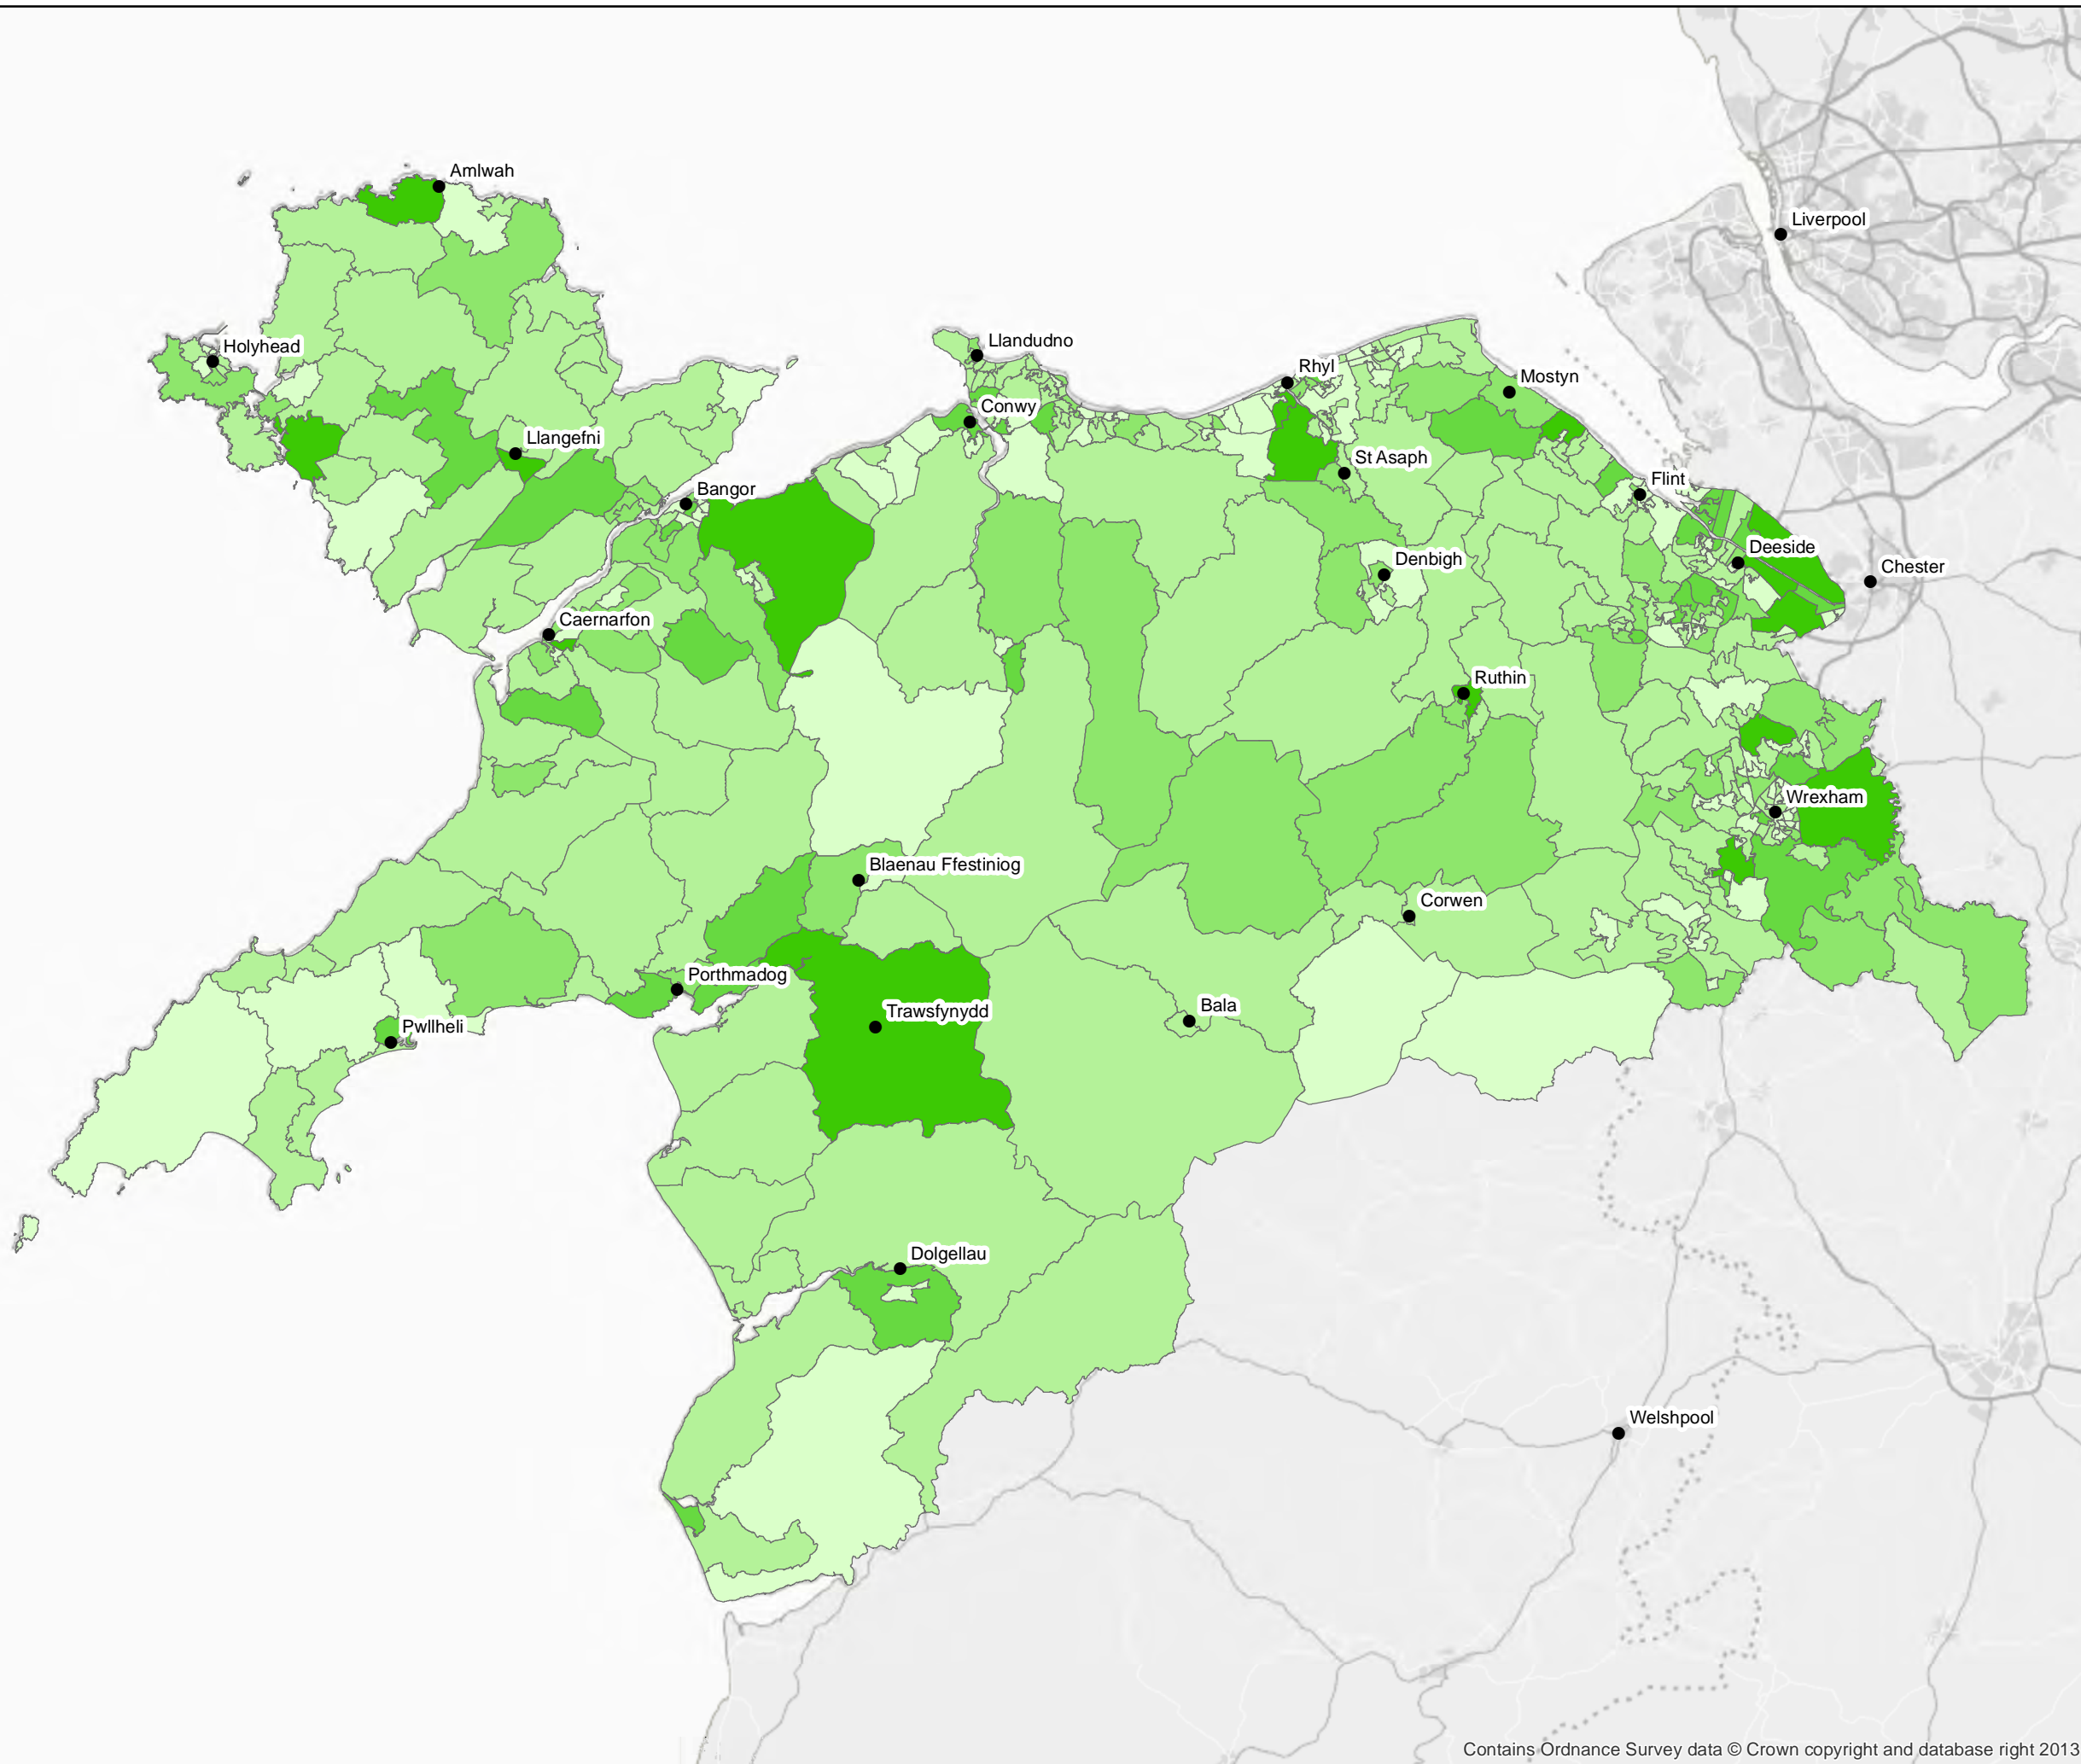 Amlwah
Liverpool
Holyhead
Llandudno
Rhyl
Mostyn
Conwy
Llangefni
St Asaph
Flint
Bangor
Deeside
Denbigh
Chester
Caernarfon
Ruthin
Wrexham
Blaenau Ffestiniog
Corwen
Porthmadog
Trawsfynydd
Bala
Pwllheli
Dolgellau
Welshpool
Contains Ordnance Survey data © Crown copyright and database right 2013